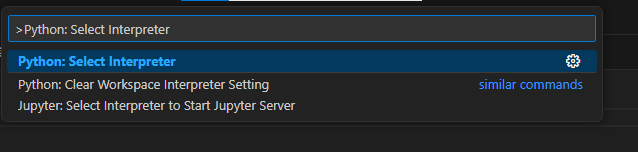 >Python: Select Interpreter
Python: Select Interpreter
Python: Clear Workspace Interpreter Setting similar commands
Jupyter: Select Interpreter to Start Jupyter Server